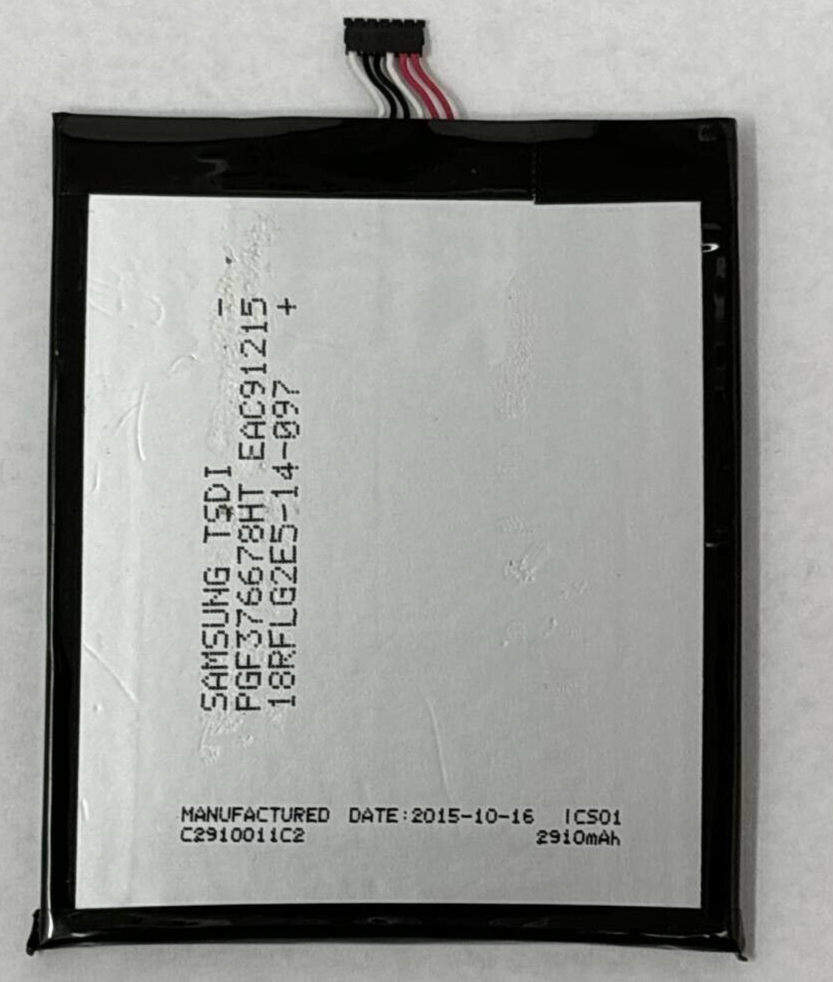 SAMSUNG TSDI -
PGF376678HT EAC91215
18RFLG2E5-14-097 +
MANUFACTURED DATE:2015-10-16 ICS01
C2910011C2 2910mAh